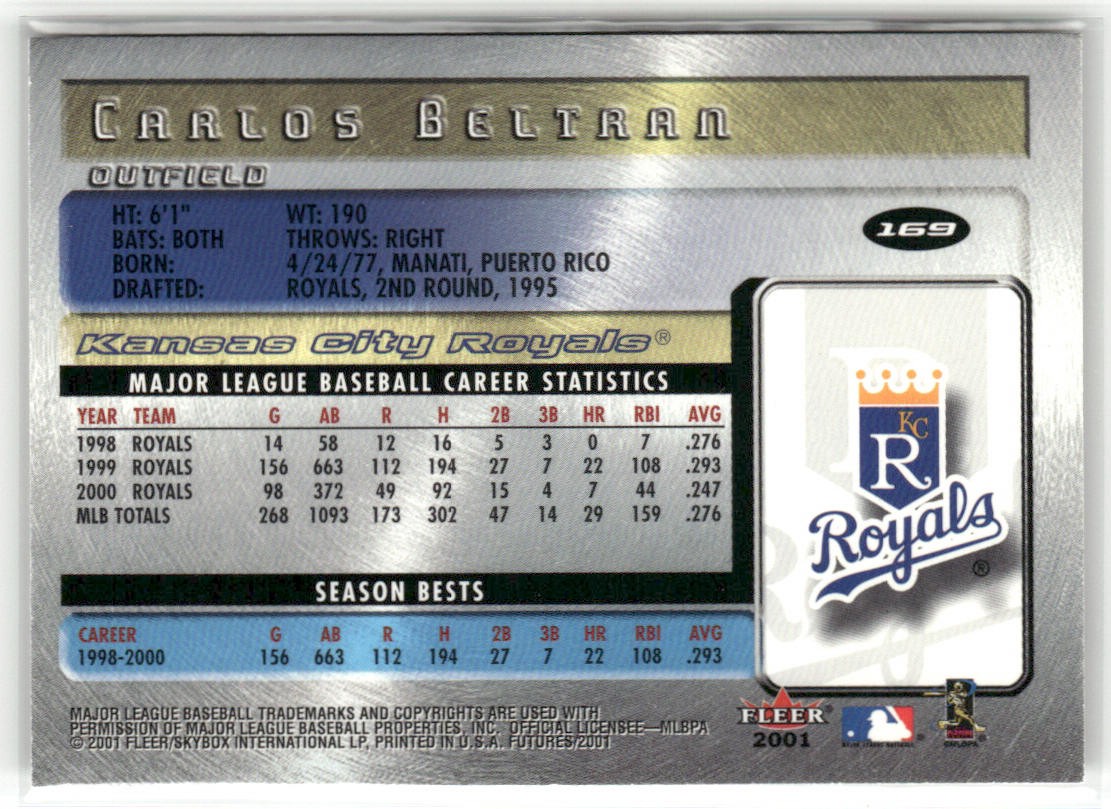 CARLOS BELTRAN
OUTFIELD
HT: 6'1" WT: 190
BATS: BOTH THROWS: RIGHT
BORN: 4/24/77, MANATI, PUERTO RICO
DRAFTED: ROYALS, 2ND ROUND, 1995
169
Kansas City Royals®
MAJOR LEAGUE BASEBALL CAREER STATISTICS
YEAR TEAM G AB R H 2B 3B HR RBI AVG
1998 ROYALS 14 58 12 16 5 3 0 7 .276
1999 ROYALS 156 663 112 194 27 7 22 108 .293
2000 ROYALS 98 372 49 92 15 4 7 44 .247
MLB TOTALS 268 1093 173 302 47 14 29 159 .276
KC
R
Royals
®
SEASON BESTS
CAREER G AB R H 2B 3B HR RBI AVG
1998-2000 156 663 112 194 27 7 22 108 .293
MAJOR LEAGUE BASEBALL TRADEMARKS AND COPYRIGHTS ARE USED WITH
PERMISSION OF MAJOR LEAGUE BASEBALL PROPERTIES, INC. OFFICIAL LICENSEE—MLBPA
© 2001 FLEER/SKYBOX INTERNATIONAL LP, PRINTED IN U.S.A. FUTURES/2001
FLEER®
2001
MAJOR LEAGUE BASEBALL
©MLBPA